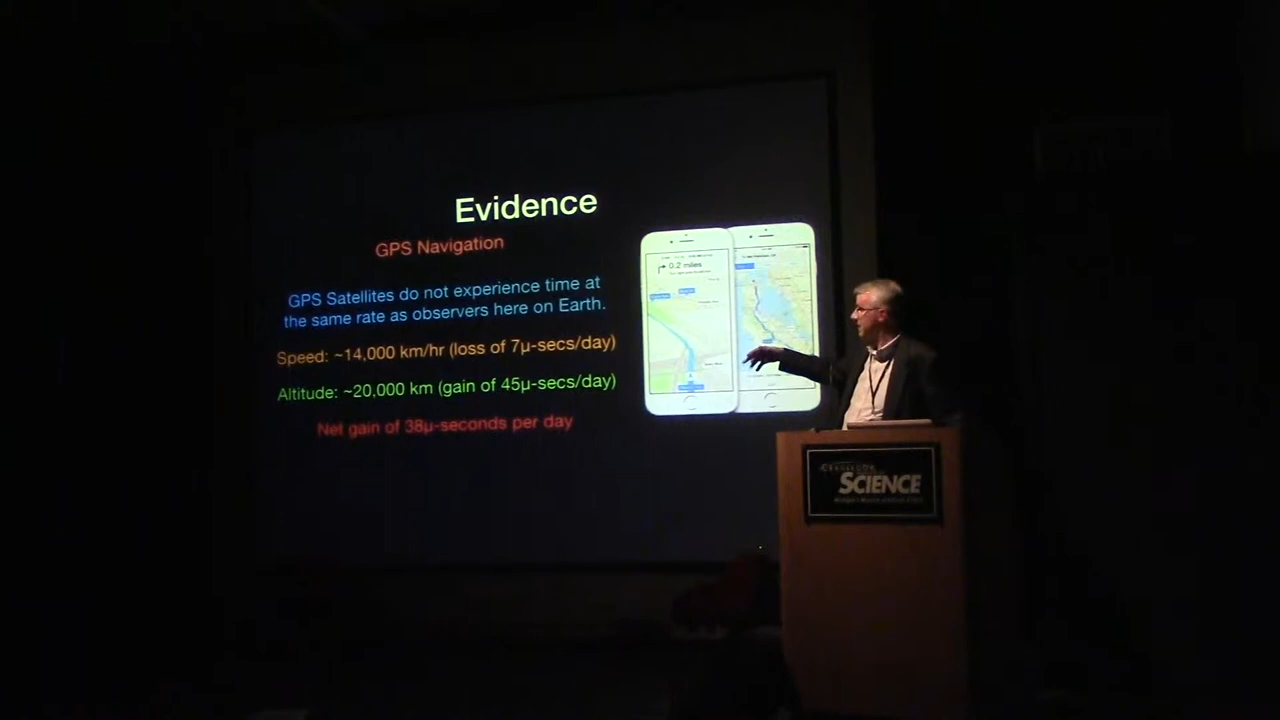 Evidence
GPS Navigation
GPS Satellites do not experience time at
the same rate as observers here on Earth.
Speed: ~14,000 km/hr (loss of 7µ-secs/day)
Altitude: ~20,000 km (gain of 45µ-secs/day)
Net gain of 38µ-seconds per day
0.2 miles
CRANBROOK
SCIENCE